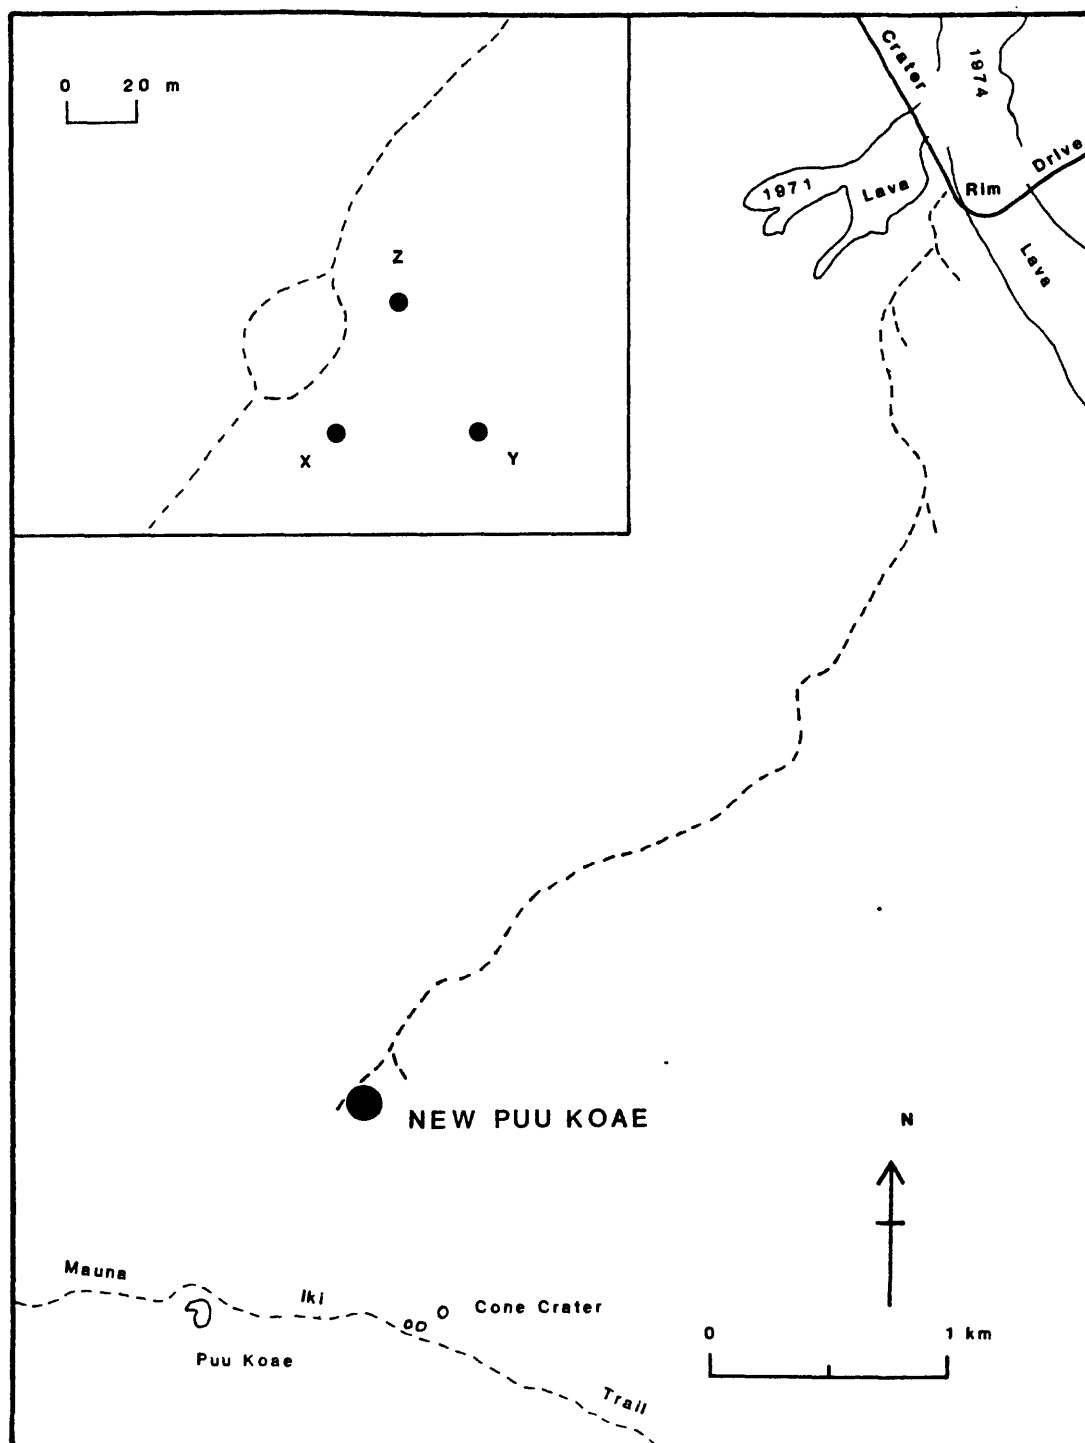 0 20 m
Z
X
Y
Crater
Rim
Drive
1974
Lava
1971
Lava
NEW PUU KOAE
N
0 1 km
Mauna
Iki
Trail
Cone Crater
Puu Koae